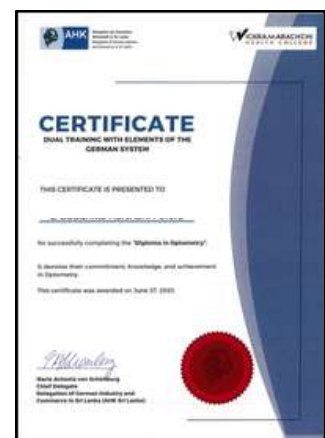 AHK
WICKRAMARACHCHI
HEALTH COLLEGE
CERTIFICATE
DUAL TRAINING WITH ELEMENTS OF THE
GERMAN SYSTEM
THIS CERTIFICATE IS PRESENTED TO
for successfully completing the "Diploma in Optometry".
It denotes their commitment, knowledge, and achievement
in Optometry.
This certificate was awarded on June 27, 2025.
Chief Delegate
Delegation of German Industry and
Commerce in Sri Lanka (AHK Sri Lanka)